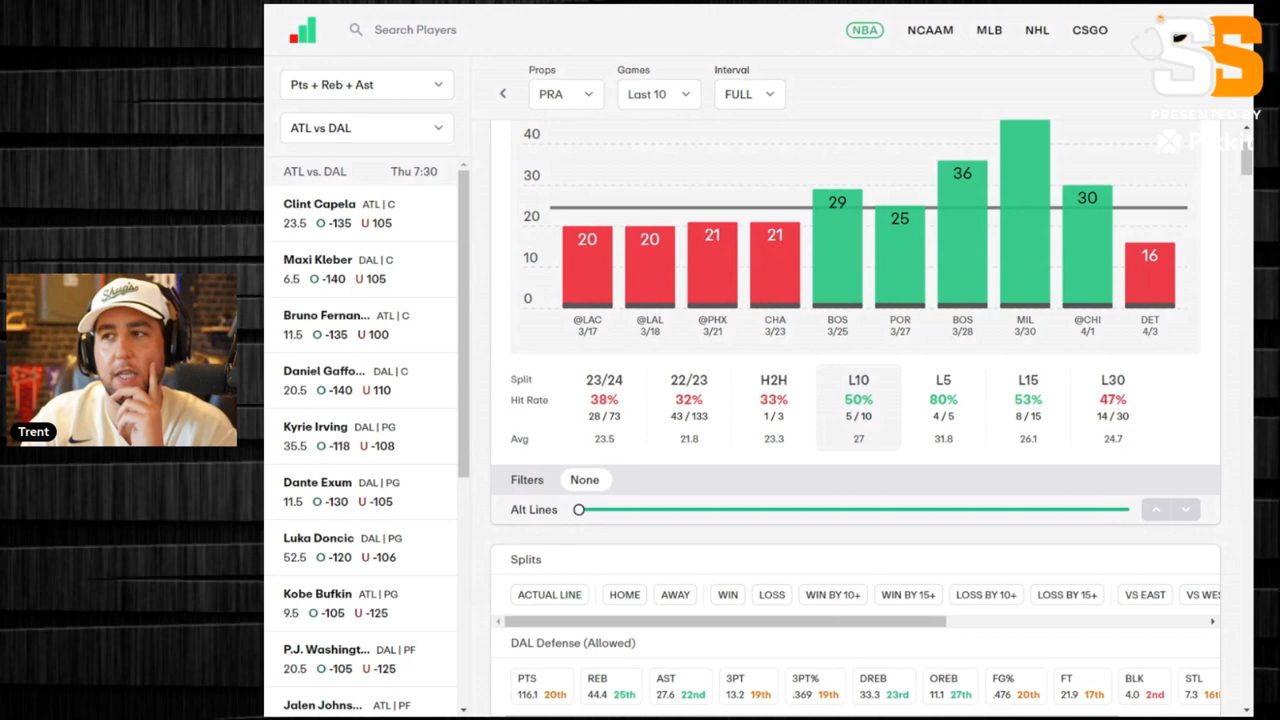 Search Players
NBA
NCAAM
MLB
NHL
CSGO
SS
PRESENTED BY
Pikkit
Pts + Reb + Ast
ATL vs DAL
Props
Games
Interval
PRA
Last 10
FULL
ATL vs. DAL Thu 7:30
Clint Capela ATL | C
23.5 O -135 U 105
Maxi Kleber DAL | C
6.5 O -140 U 105
Bruno Fernan... ATL | C
11.5 O -135 U 100
Daniel Gaffo... DAL | C
20.5 O -140 U 110
Kyrie Irving DAL | PG
35.5 O -118 U -108
Dante Exum DAL | PG
11.5 O -130 U -105
Luka Doncic DAL | PG
52.5 O -120 U -106
Kobe Bufkin ATL | PG
9.5 O -105 U -125
P.J. Washingt... DAL | PF
20.5 O -105 U -125
Jalen Johns... ATL | PF
Trent
40
30
20
10
0
20 20 21 21 29 25 36 30 16
@LAC @LAL @PHX CHA BOS POR BOS MIL @CHI DET
3/17 3/18 3/21 3/23 3/25 3/27 3/28 3/30 4/1 4/3
Split 23/24 22/23 H2H L10 L5 L15 L30
Hit Rate 38% 32% 33% 50% 80% 53% 47%
28 / 73 43 / 133 1 / 3 5 / 10 4 / 5 8 / 15 14 / 30
Avg 23.5 21.8 23.3 27 31.8 26.1 24.7
Filters None
Alt Lines
Splits
ACTUAL LINE HOME AWAY WIN LOSS WIN BY 10+ WIN BY 15+ LOSS BY 10+ LOSS BY 15+ VS EAST VS WES
DAL Defense (Allowed)
PTS REB AST 3PT 3PT% DREB OREB FG% FT BLK STL
116.1 20th 44.4 25th 27.6 22nd 13.2 19th .369 19th 33.3 23rd 11.1 27th .476 20th 21.9 17th 4.0 2nd 7.3 16th